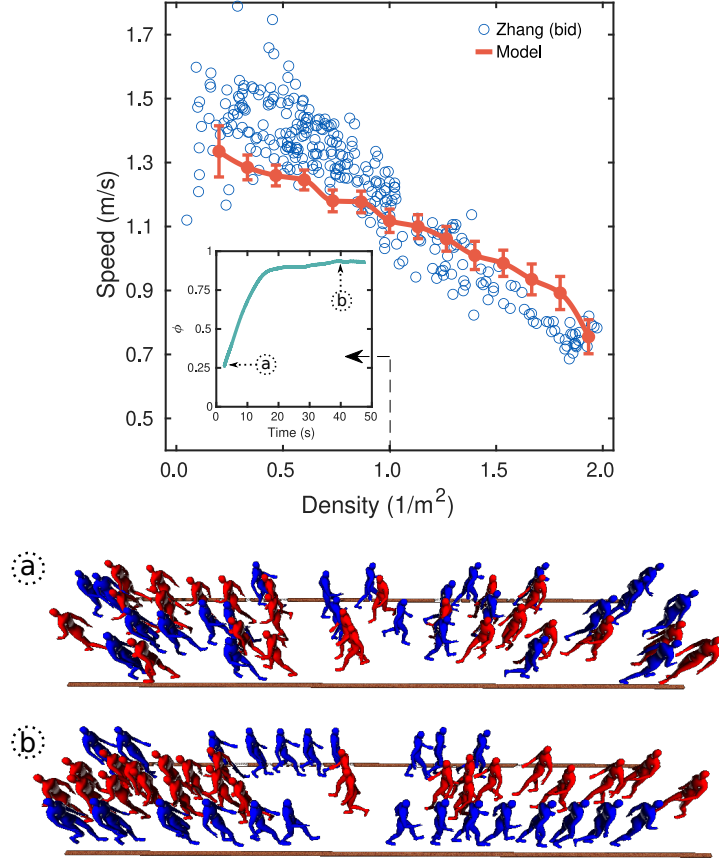 Zhang (bid)
Model
1.7
1.5
1.3
1.1
0.9
0.7
0.5
Speed (m/s)
0.0
0.5
1.0
1.5
2.0
Density (1/m²)
1
0.75
0.5
0.25
0
ϕ
0
10
20
30
40
50
Time (s)
a
b
a
b